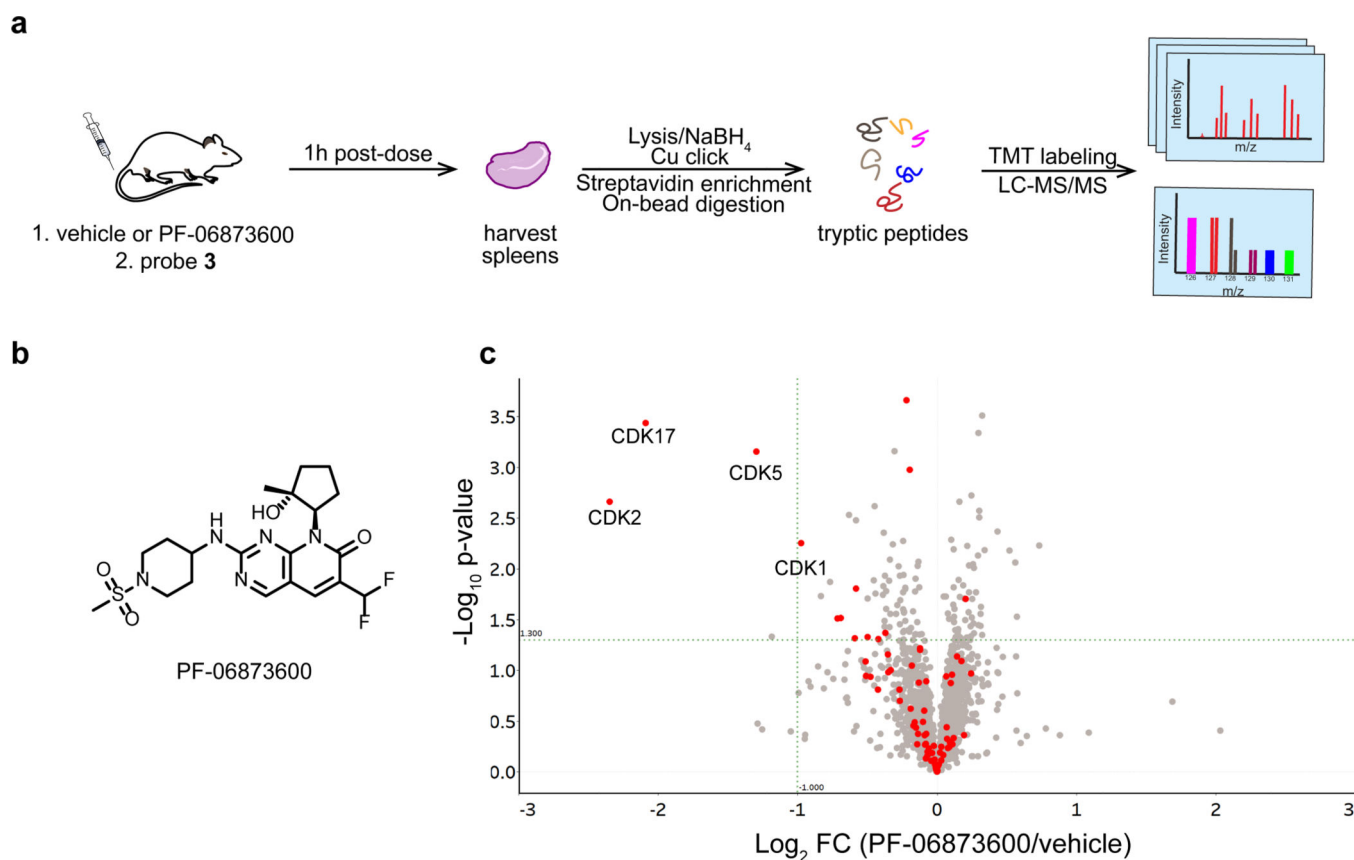 a
1. vehicle or PF-06873600
2. probe 3
1h post-dose
harvest
spleens
Lysis/NaBH₄
Cu click
Streptavidin enrichment
On-bead digestion
tryptic peptides
TMT labeling
LC-MS/MS
Intensity
m/z
Intensity
126 127 128 129 130 131
m/z
b
HO
H
N
N
N
N
O
F
F
N
O
S
O
PF-06873600
c
-Log₁₀ p-value
3.5
3.0
2.5
2.0
1.5
1.0
0.5
0.0
1.300
-1.000
CDK17
CDK5
CDK2
CDK1
-3 -2 -1 0 1 2 3
Log₂ FC (PF-06873600/vehicle)